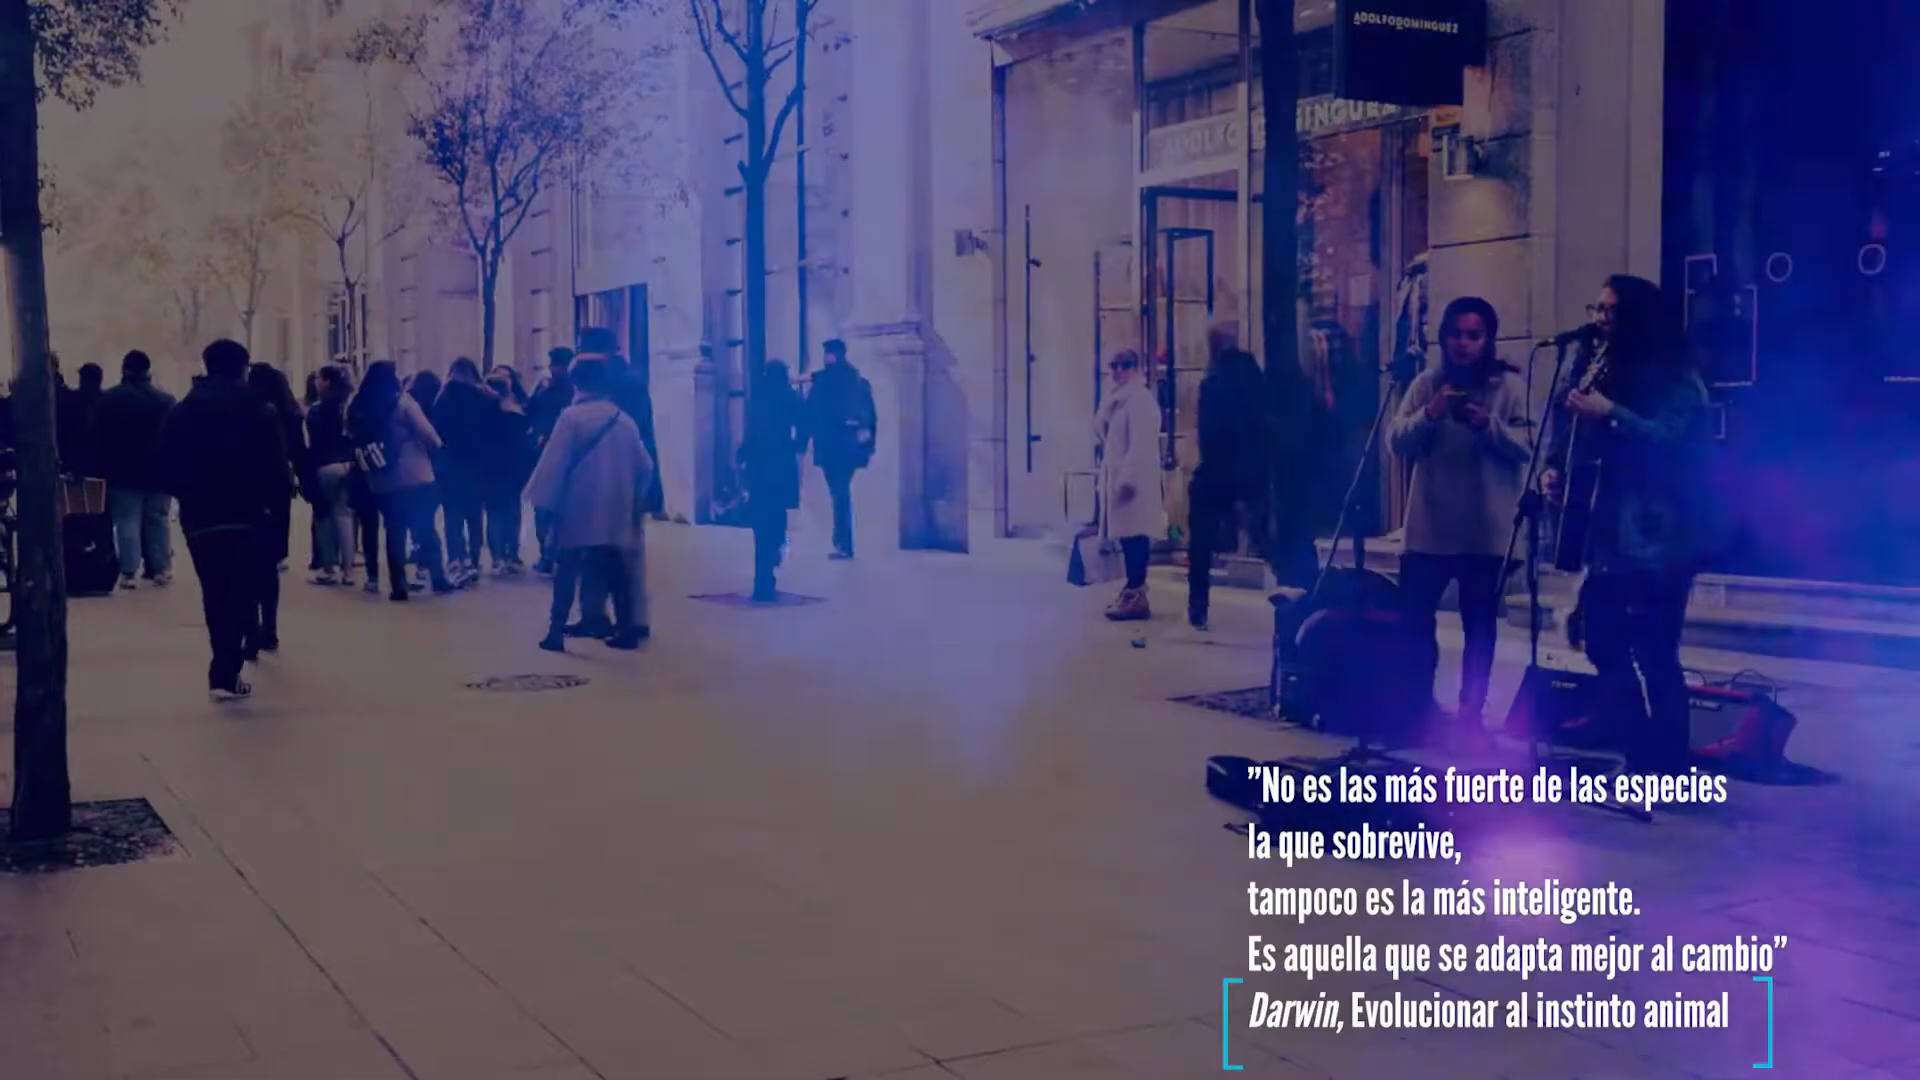 ADOLFODOMINGUEZ
ADOLFO DOMINGUEZ
”No es las más fuerte de las especies
la que sobrevive,
tampoco es la más inteligente.
Es aquella que se adapta mejor al cambio”
Darwin, Evolucionar al instinto animal